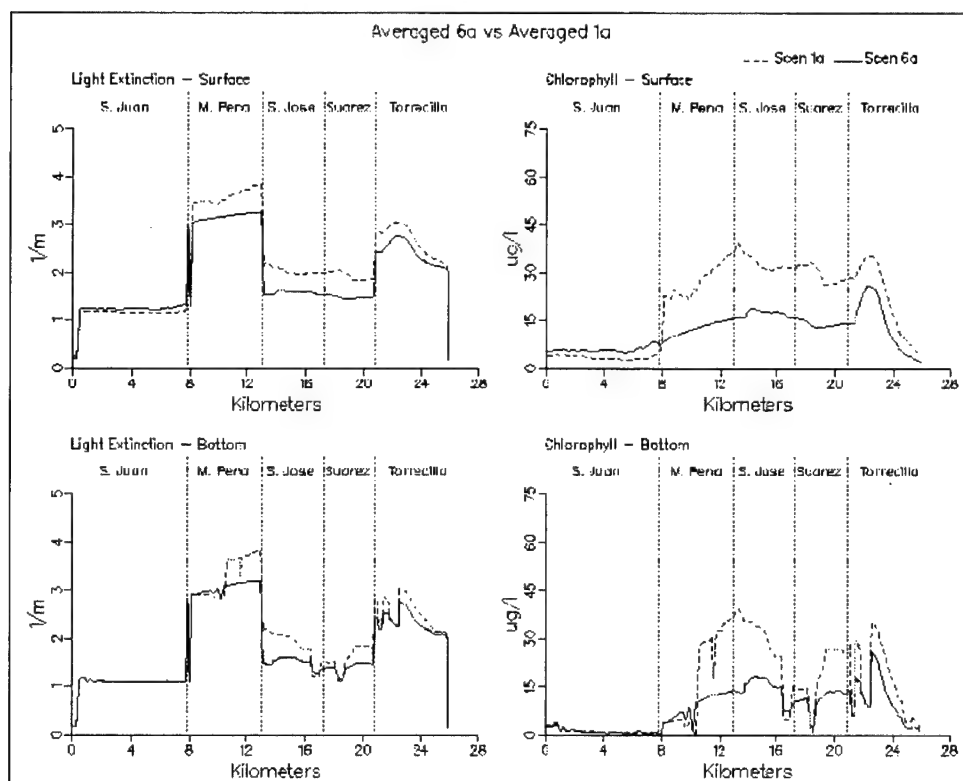 Averaged 6a vs Averaged 1a
Scen 1a Scen 6a
Light Extinction – Surface
S. Juan M. Pena S. Jose Suarez Torrecilla
1/m
5
4
3
2
1
0
0 4 8 12 16 20 24 28
Kilometers
Chlorophyll – Surface
S. Juan M. Pena S. Jose Suarez Torrecilla
ug/l
75
60
45
30
15
0
0 4 8 12 16 20 24 28
Kilometers
Light Extinction – Bottom
S. Juan M. Pena S. Jose Suarez Torrecilla
1/m
5
4
3
2
1
0
0 4 8 12 16 20 24 28
Kilometers
Chlorophyll – Bottom
S. Juan M. Pena S. Jose Suarez Torrecilla
ug/l
75
60
45
30
15
0
0 4 8 12 16 20 24 28
Kilometers